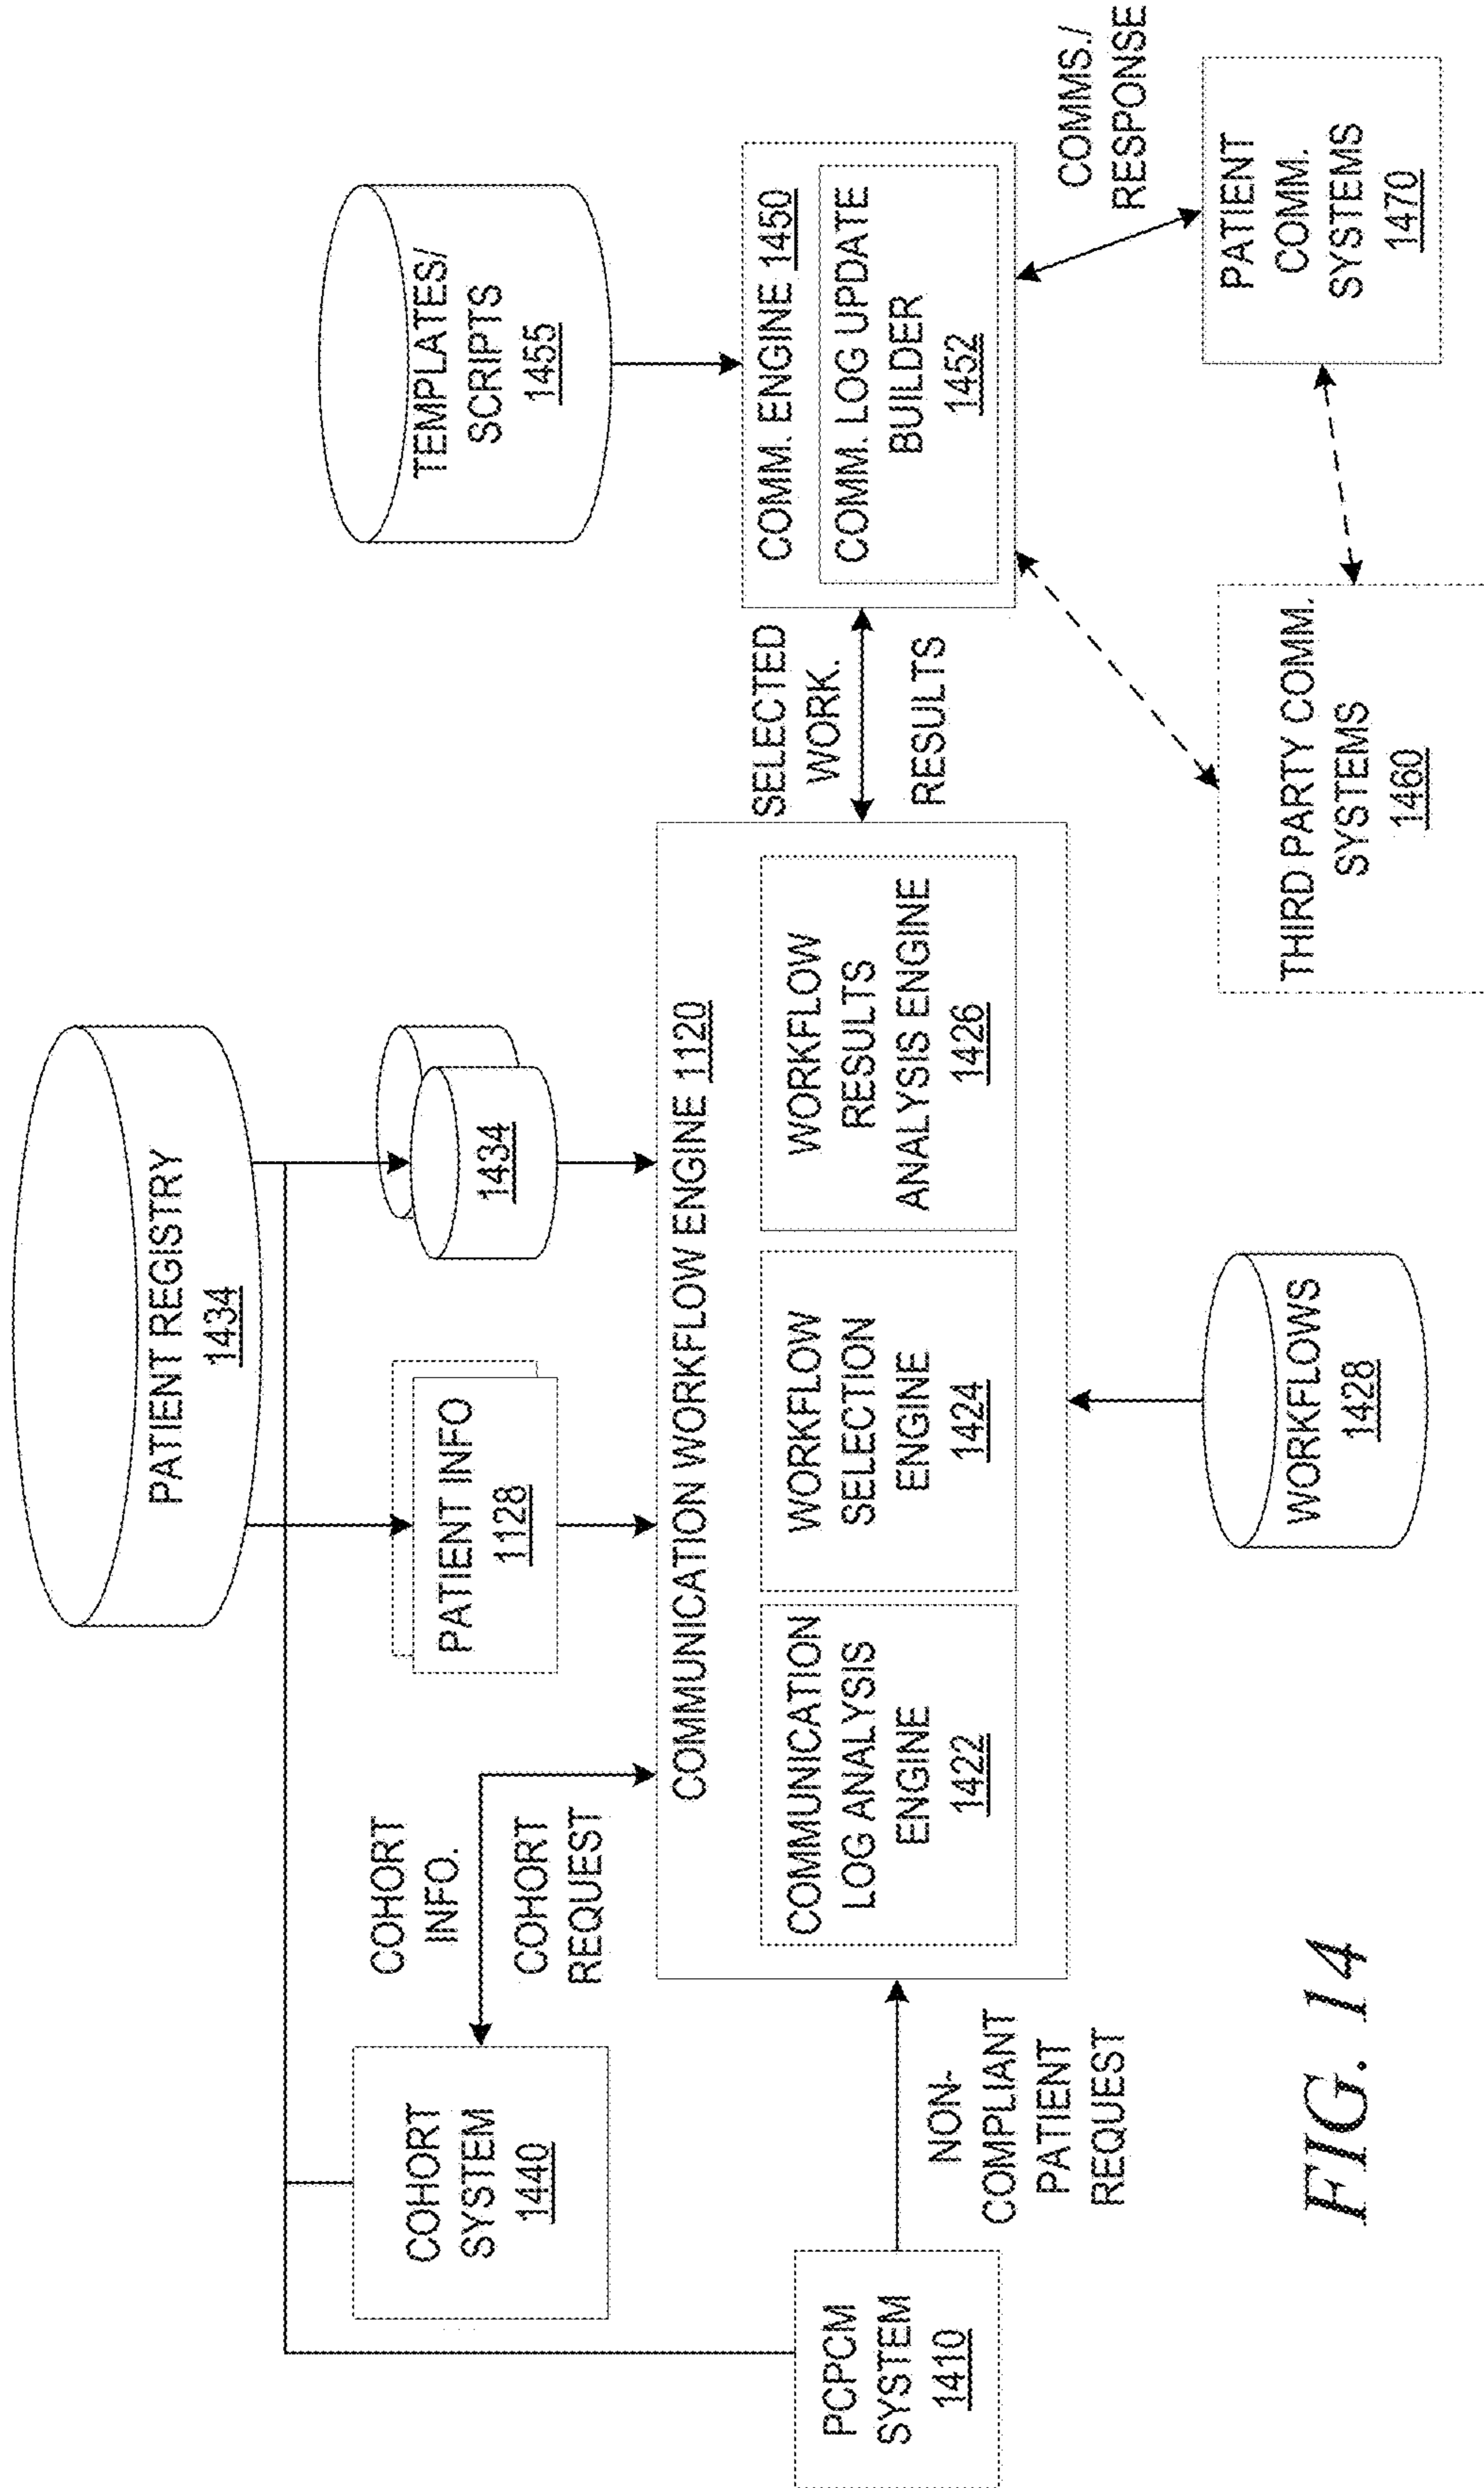 PATIENT REGISTRY
1434
PATIENT INFO
1128
1434
TEMPLATES/
SCRIPTS
1455
COHORT
SYSTEM
1440
COHORT
INFO.
COHORT
REQUEST
PCPCM
SYSTEM
1410
NON-
COMPLIANT
PATIENT
REQUEST
COMMUNICATION WORKFLOW ENGINE 1120
COMMUNICATION
LOG ANALYSIS
ENGINE
1422
WORKFLOW
SELECTION
ENGINE
1424
WORKFLOW
RESULTS
ANALYSIS ENGINE
1426
SELECTED
WORK.
RESULTS
COMM. ENGINE 1450
COMM. LOG UPDATE
BUILDER
1452
COMMS./
RESPONSE
WORKFLOWS
1428
THIRD PARTY COMM.
SYSTEMS
1460
PATIENT
COMM.
SYSTEMS
1470
FIG. 14